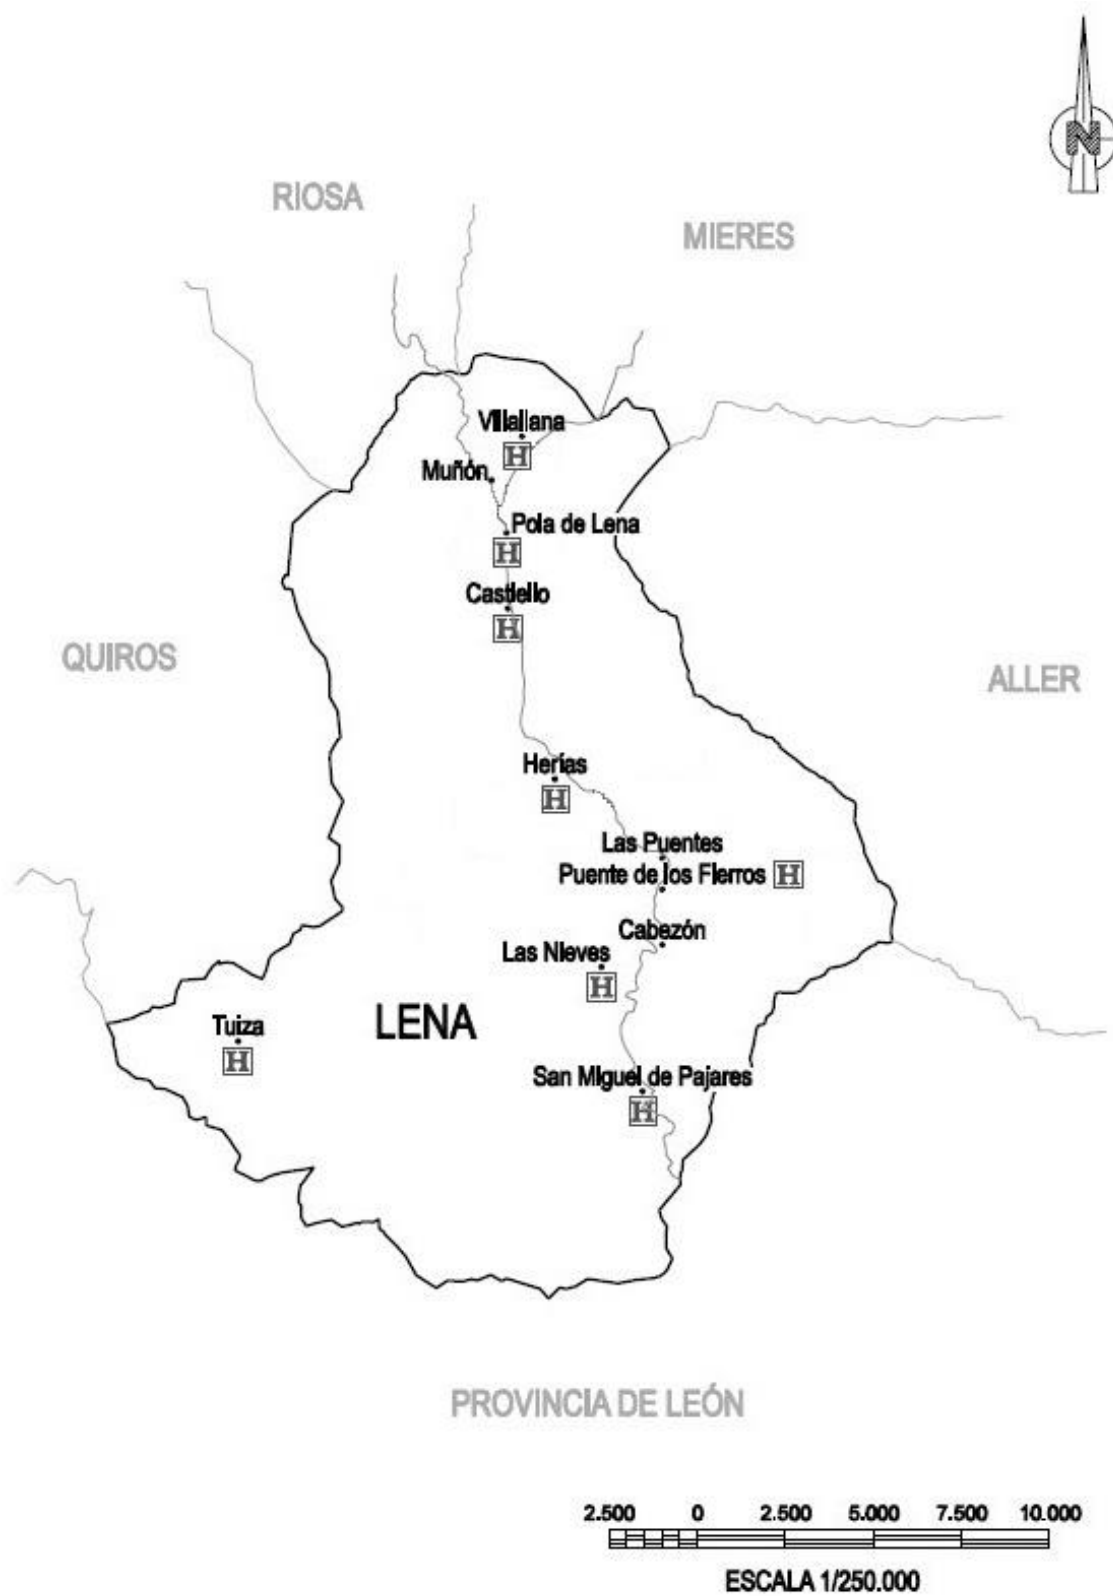 N
RIOSA
MIERES
Villallana
H
Muñón
Pola de Lena
H
Castiello
H
QUIROS
ALLER
Herías
H
Las Puentes
Puente de los Fierros H
Cabezón
Las Nieves
H
LENA
Tuiza
H
San Miguel de Pajares
H
PROVINCIA DE LEÓN
2.500 0 2.500 5.000 7.500 10.000
ESCALA 1/250.000